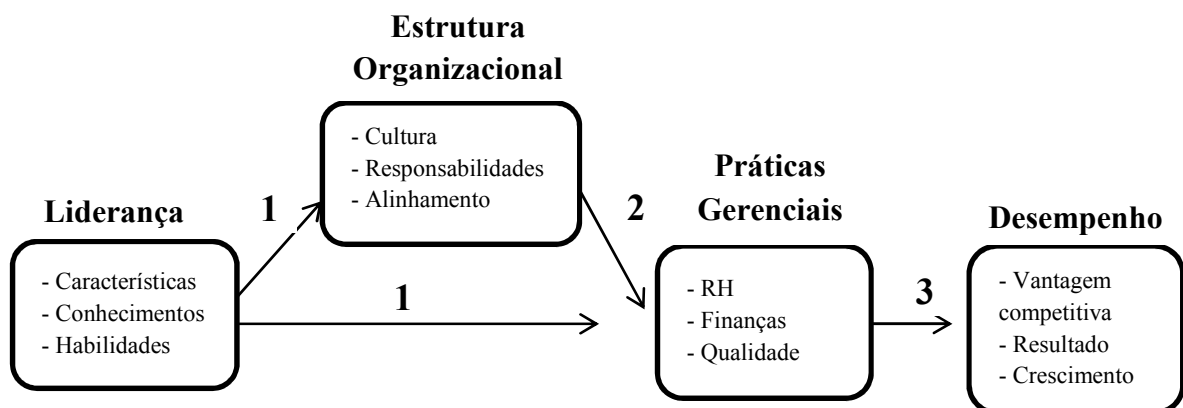 Estrutura
Organizacional
- Cultura
- Responsabilidades
- Alinhamento
Liderança
- Características
- Conhecimentos
- Habilidades
1
1
2
Práticas
Gerenciais
- RH
- Finanças
- Qualidade
3
Desempenho
- Vantagem
competitiva
- Resultado
- Crescimento